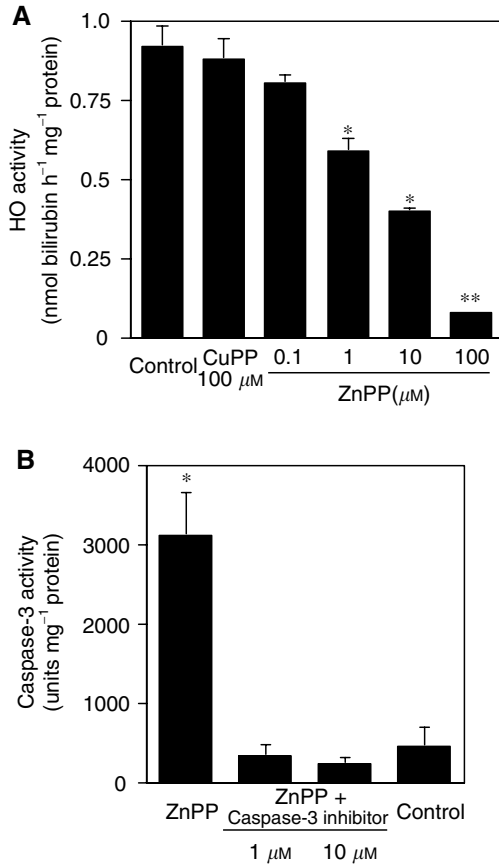 A
HO activity
(nmol bilirubin h⁻¹ mg⁻¹ protein)
1.0
0.75
0.5
0.25
0
*
*
**
Control
CuPP
100 μM
0.1
1
10
100
ZnPP(μM)
B
Caspase-3 activity
(units mg⁻¹ protein)
4000
3000
2000
1000
0
*
ZnPP
ZnPP +
Caspase-3 inhibitor
Control
1 μM
10 μM